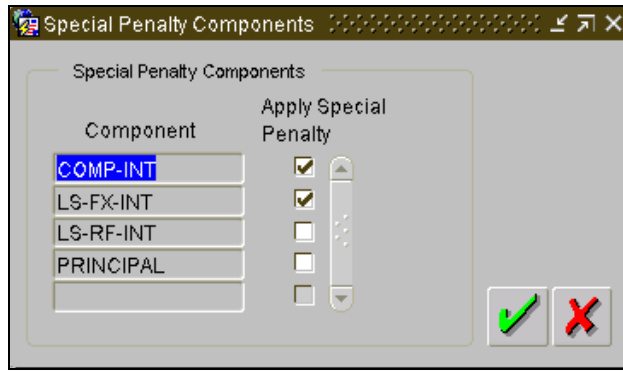 Special Penalty Components
Special Penalty Components
Component
Apply Special
Penalty
COMP-INT
LS-FX-INT
LS-RF-INT
PRINCIPAL